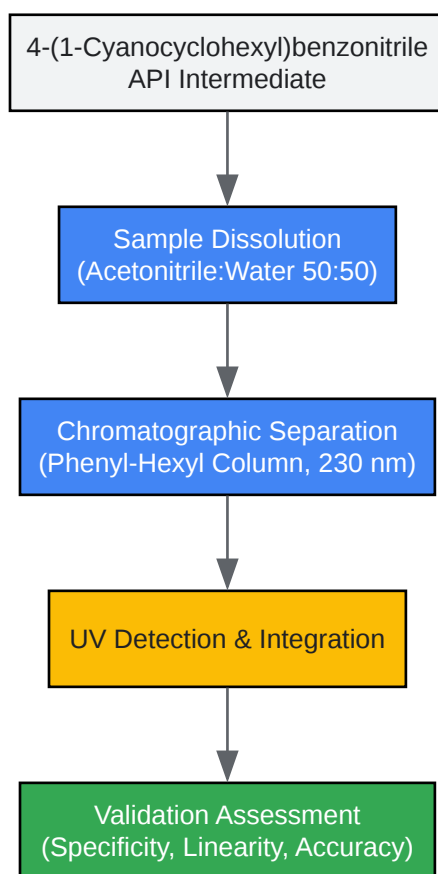 4-(1-Cyanocyclohexyl)benzonitrile
API Intermediate
Sample Dissolution
(Acetonitrile:Water 50:50)
Chromatographic Separation
(Phenyl-Hexyl Column, 230 nm)
UV Detection & Integration
Validation Assessment
(Specificity, Linearity, Accuracy)